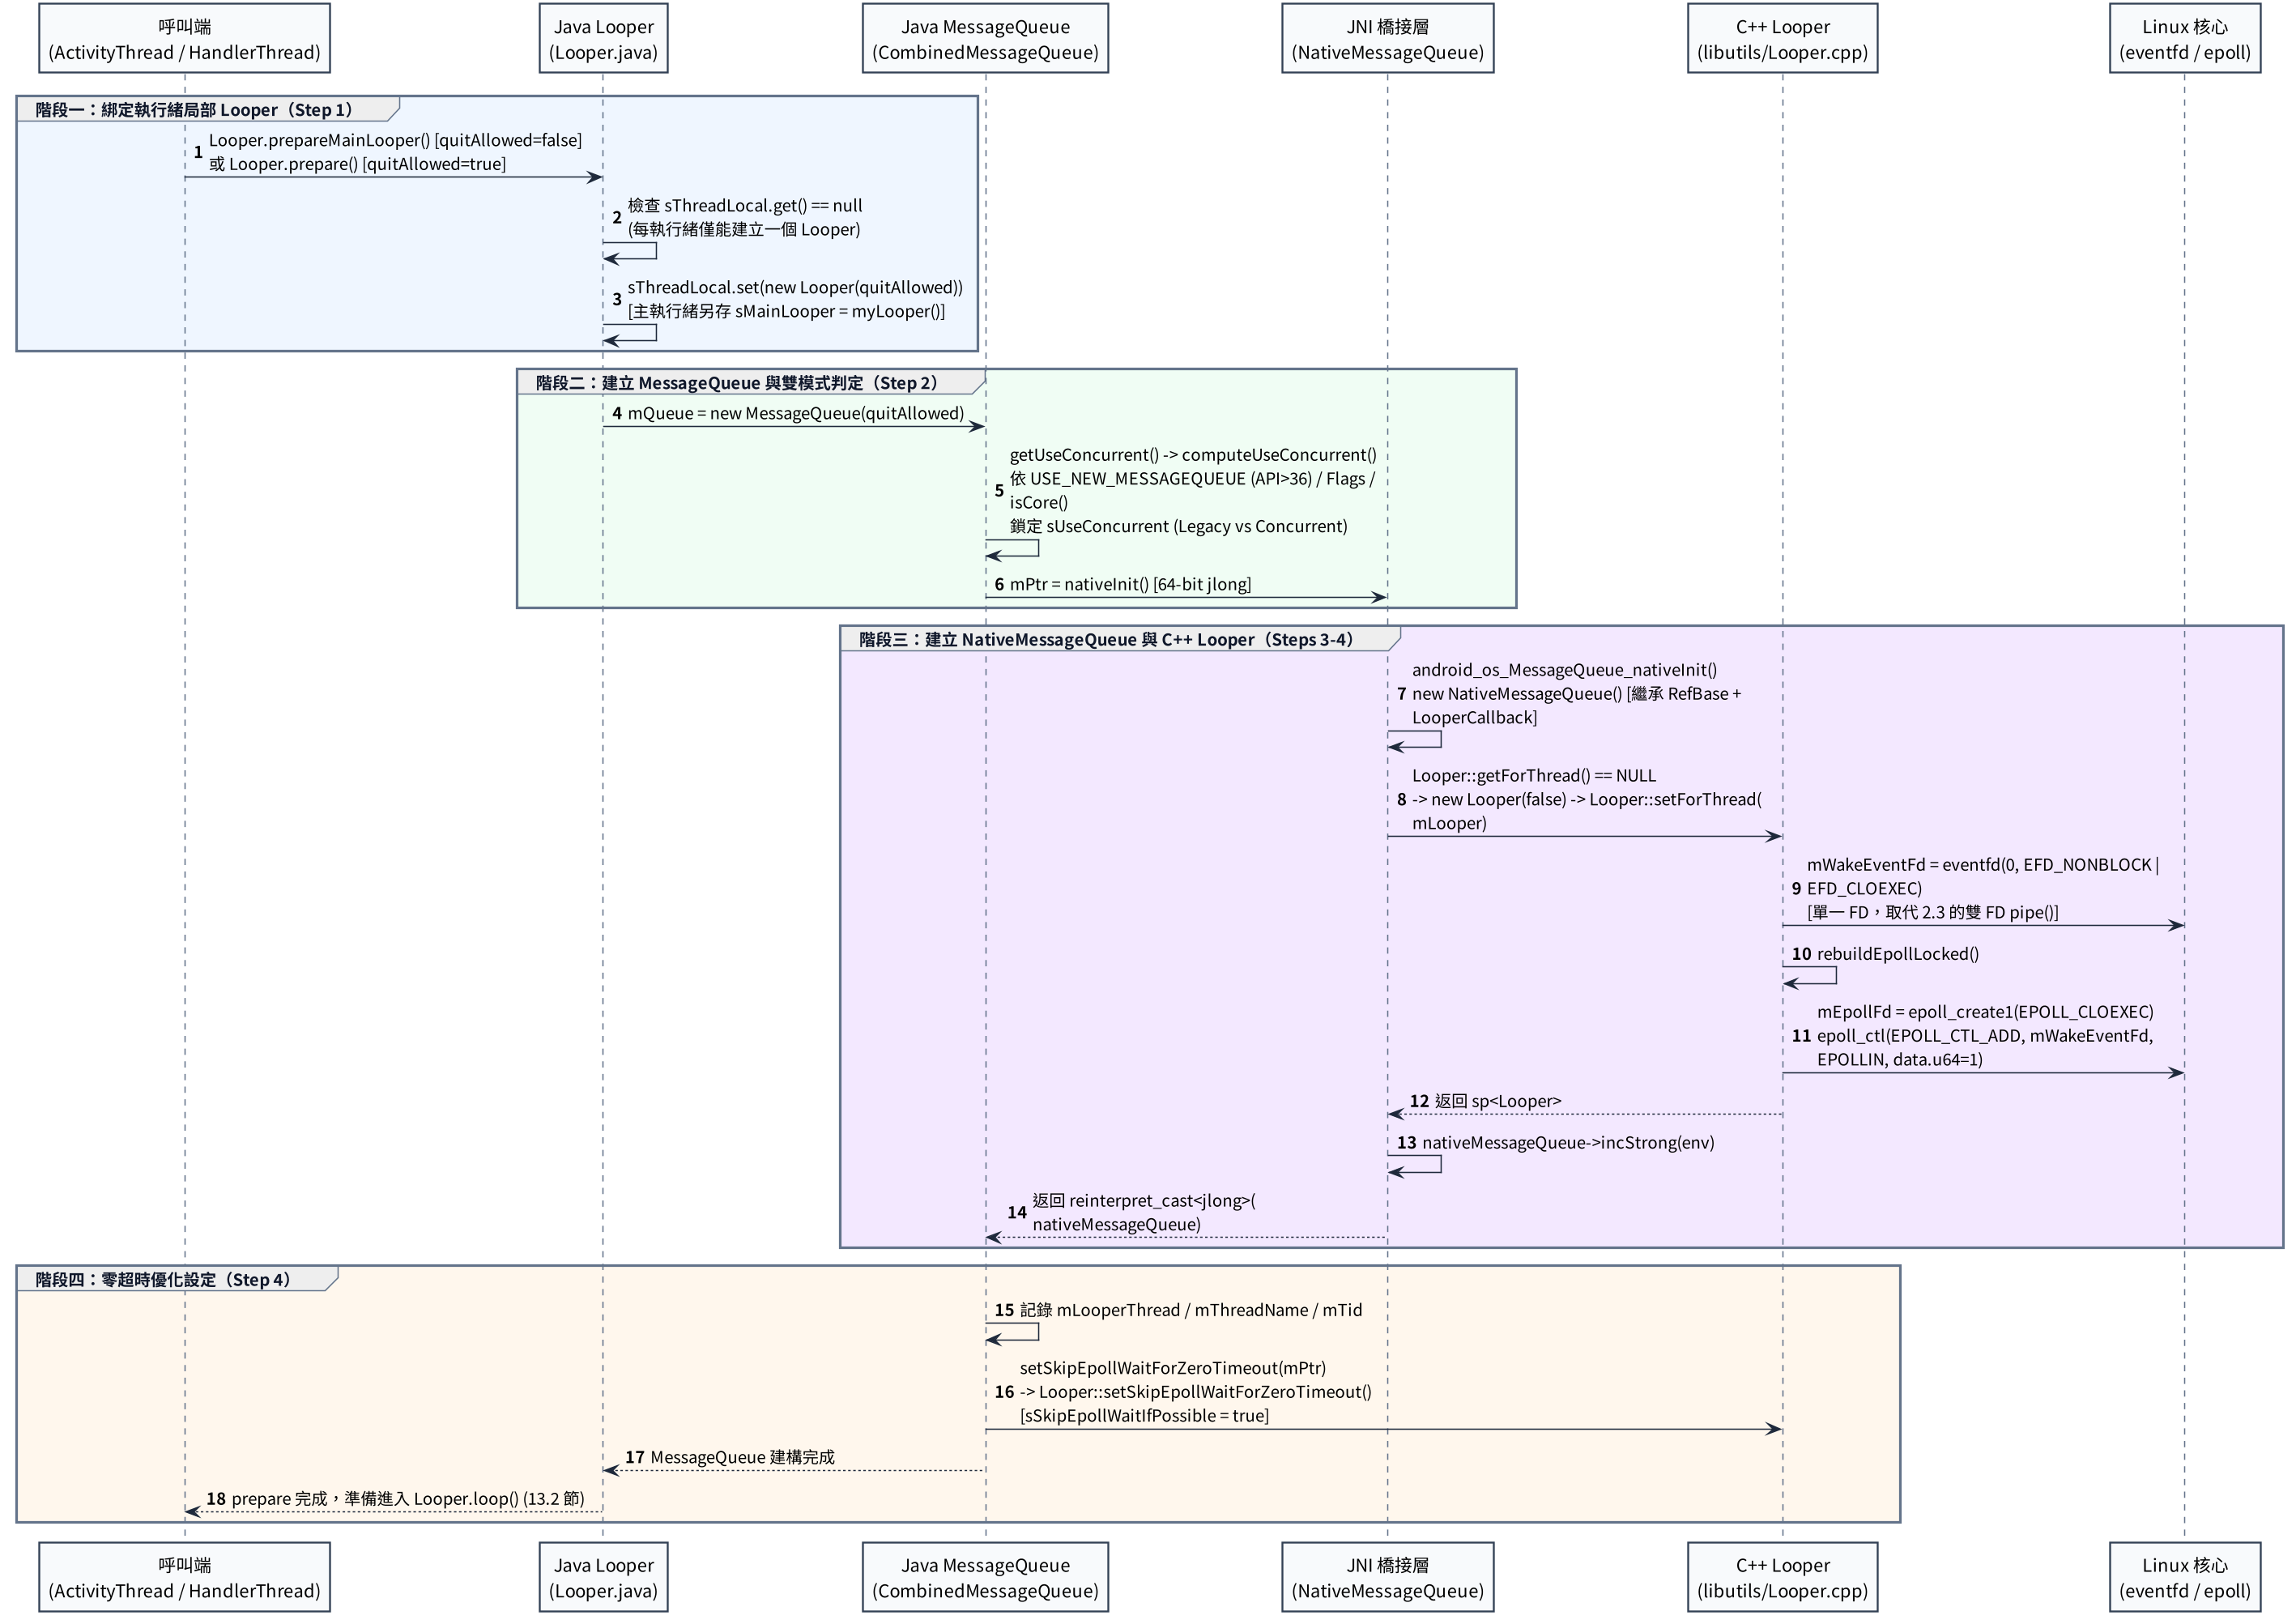 呼叫端
(ActivityThread / HandlerThread)
Java Looper
(Looper.java)
Java MessageQueue
(CombinedMessageQueue)
JNI 橋接層
(NativeMessageQueue)
C++ Looper
(libutils/Looper.cpp)
Linux 核心
(eventfd / epoll)
階段一：綁定執行緒局部 Looper（Step 1）
1 Looper.prepareMainLooper() [quitAllowed=false]
或 Looper.prepare() [quitAllowed=true]
2 檢查 sThreadLocal.get() == null
(每執行緒僅能建立一個 Looper)
3 sThreadLocal.set(new Looper(quitAllowed))
[主執行緒另存 sMainLooper = myLooper()]
階段二：建立 MessageQueue 與雙模式判定（Step 2）
4 mQueue = new MessageQueue(quitAllowed)
getUseConcurrent() -> computeUseConcurrent()
5 依 USE_NEW_MESSAGEQUEUE (API>36) / Flags /
isCore()
鎖定 sUseConcurrent (Legacy vs Concurrent)
6 mPtr = nativeInit() [64-bit jlong]
階段三：建立 NativeMessageQueue 與 C++ Looper（Steps 3-4）
android_os_MessageQueue_nativeInit()
7 new NativeMessageQueue() [繼承 RefBase +
LooperCallback]
Looper::getForThread() == NULL
8 -> new Looper(false) -> Looper::setForThread(
mLooper)
mWakeEventFd = eventfd(0, EFD_NONBLOCK |
9 EFD_CLOEXEC)
[單一 FD，取代 2.3 的雙 FD pipe()]
10 rebuildEpollLocked()
mEpollFd = epoll_create1(EPOLL_CLOEXEC)
11 epoll_ctl(EPOLL_CTL_ADD, mWakeEventFd,
EPOLLIN, data.u64=1)
12 返回 sp<Looper>
13 nativeMessageQueue->incStrong(env)
14 返回 reinterpret_cast<jlong>(
nativeMessageQueue)
階段四：零超時優化設定（Step 4）
15 記錄 mLooperThread / mThreadName / mTid
setSkipEpollWaitForZeroTimeout(mPtr)
16 -> Looper::setSkipEpollWaitForZeroTimeout()
[sSkipEpollWaitIfPossible = true]
17 MessageQueue 建構完成
18 prepare 完成，準備進入 Looper.loop() (13.2 節)
呼叫端
(ActivityThread / HandlerThread)
Java Looper
(Looper.java)
Java MessageQueue
(CombinedMessageQueue)
JNI 橋接層
(NativeMessageQueue)
C++ Looper
(libutils/Looper.cpp)
Linux 核心
(eventfd / epoll)